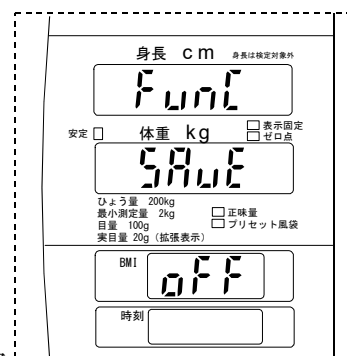 身長 cm 身長は検定対象外
FunC
安定 体重 kg 表示固定
ゼロ点
SAvE
ひょう量 200kg
最小測定量 2kg 正味量
目量 100g プリセット風袋
実目量 20g (拡張表示)
BMI oFF
時刻